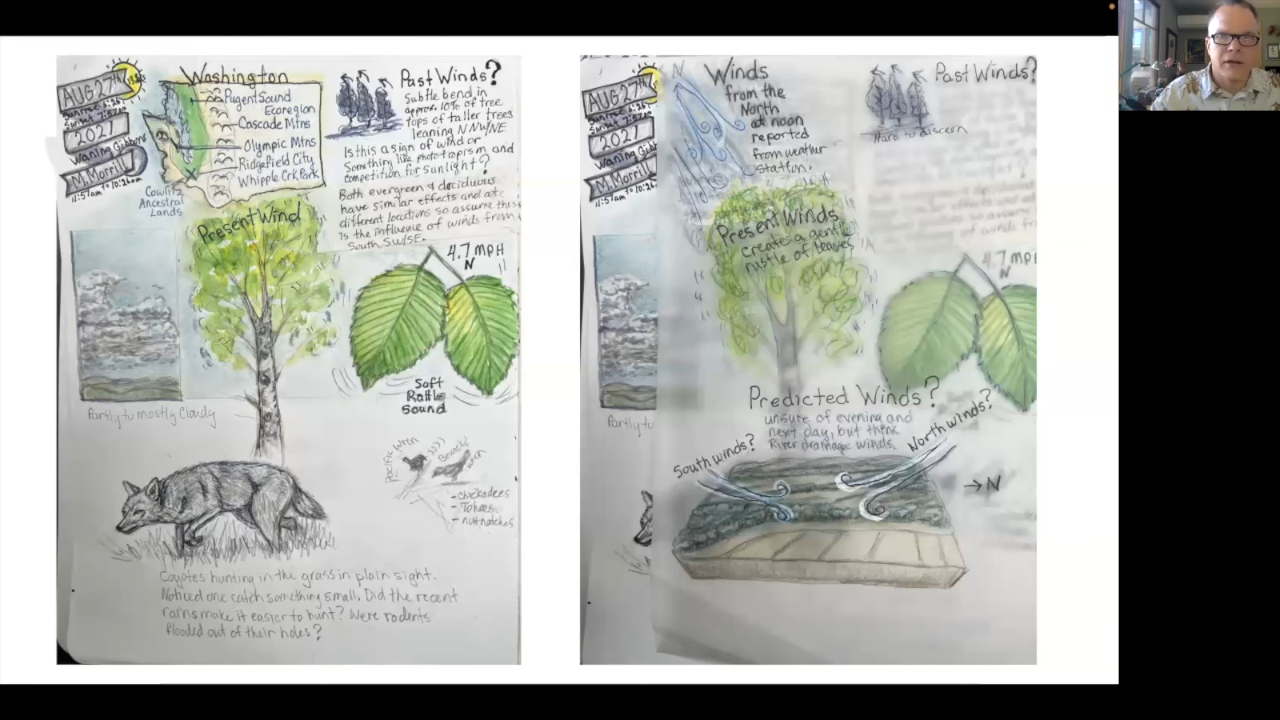 AUG 27th
Sunset 7:57
2021
Waning Gibbous
M. Morrill
11:51am to 10:26am
Washington
Puget Sound
Ecoregion
Cascade Mtns
Olympic Mtns
Ridgefield City
Whipple Crk Park
Cowlitz
Ancestral
Lands
Past Winds?
Subtle bend in
approx 10% of tree
tops of taller trees
leaning NNW/NE
Is this a sign of wind or
Something like phototropism and
competition for sunlight?
Both evergreen & deciduous
have similar effects and
different locations so assume this
is the influence of winds from
South SW/SE.
Present Wind
4.7 MPH
N
Soft
Rattle
Sound
Partly to mostly Cloudy
Pacific Wren
Bewick's
Wren
- chickadees
- nuthatches
Coyotes hunting in the grass in plain sight.
Noticed one catch something small. Did the recent
rains make it easier to hunt? Were rodents
flooded out of their holes?
AUG 27th
2021
Waning Gibbous
M. Morrill
11:51am to 10:26am
N
Winds
from the
North
at noon
reported
from weather
station.
Past Winds?
Hard to discern
Present Winds
creates a gentle
rustle of leaves
4.7 MPH
N
Partly to
Predicted Winds?
unsure of evening and
next day, but think
River drainage winds.
South winds?
North winds?
→N